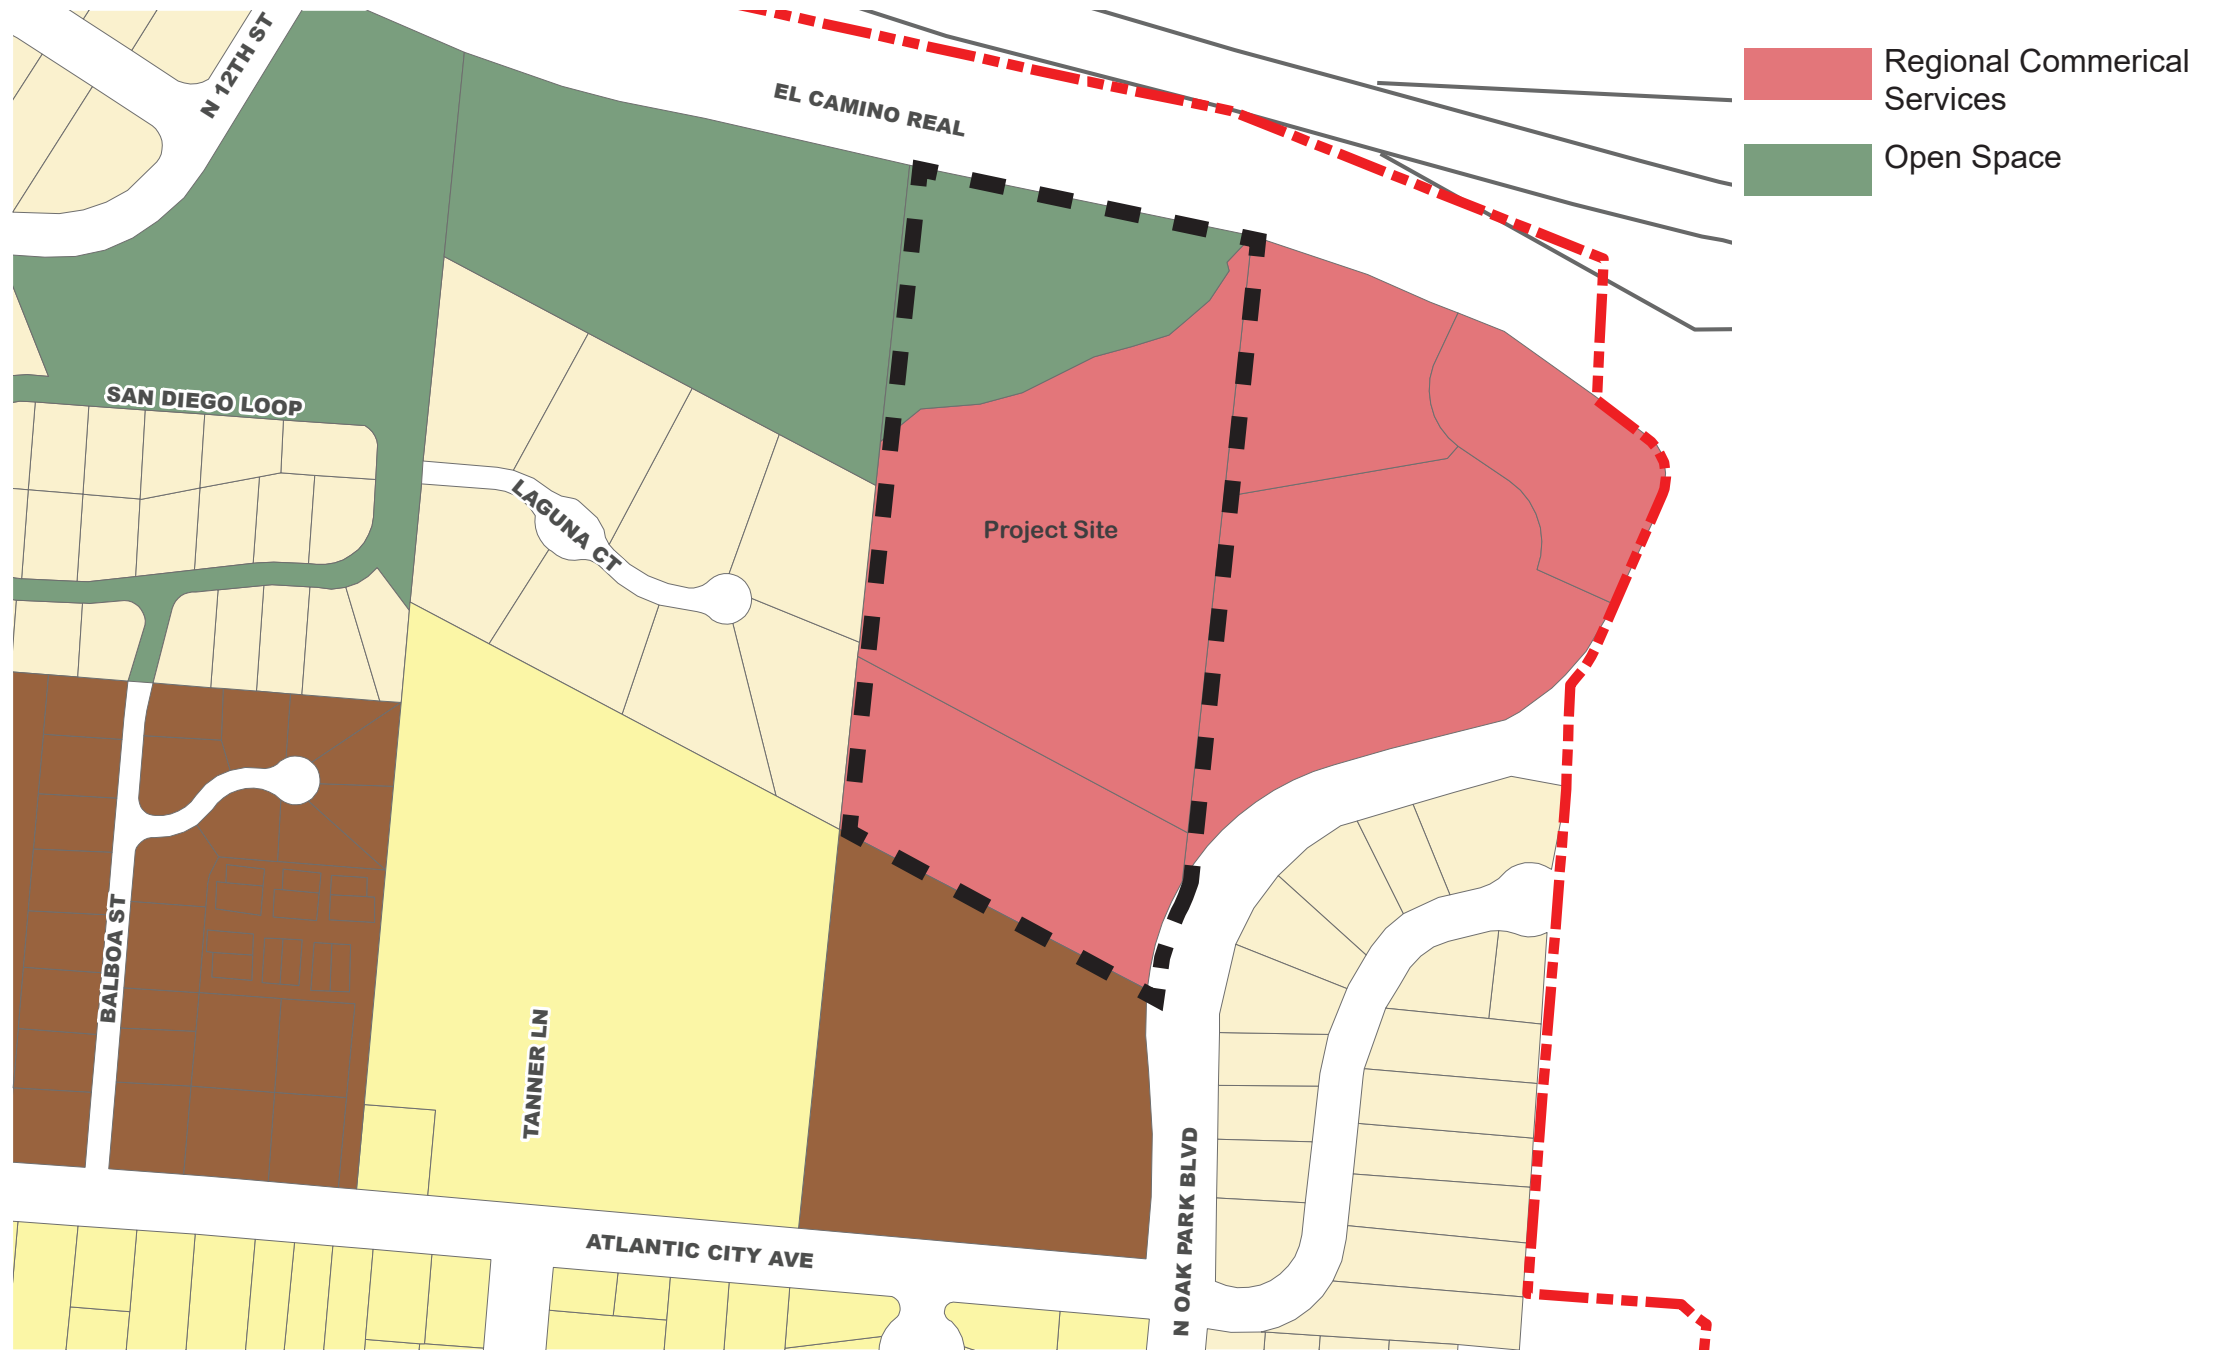 N 12TH ST
EL CAMINO REAL
Regional Commerical
Services
Open Space
SAN DIEGO LOOP
LAGUNA CT
Project Site
BALBOA ST
TANNER LN
N OAK PARK BLVD
ATLANTIC CITY AVE